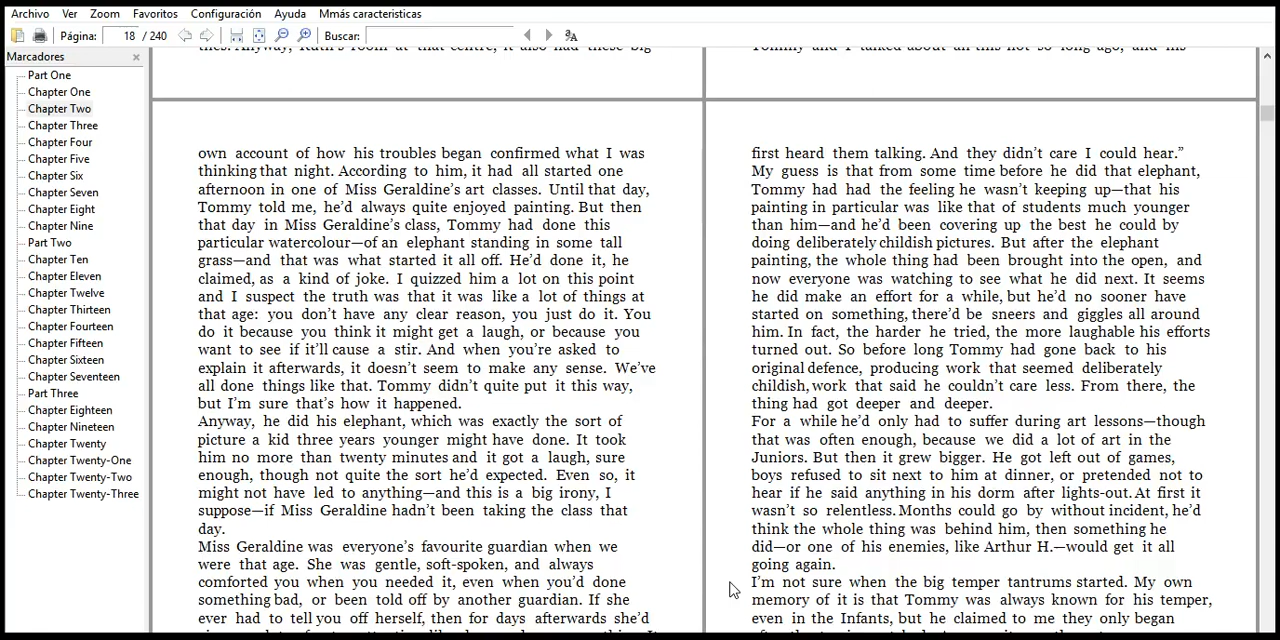 Archivo Ver Zoom Favoritos Configuración Ayuda Mmás caracteristicas
Página: 18 / 240 Buscar:
Marcadores
Part One
Chapter One
Chapter Two
Chapter Three
Chapter Four
Chapter Five
Chapter Six
Chapter Seven
Chapter Eight
Chapter Nine
Part Two
Chapter Ten
Chapter Eleven
Chapter Twelve
Chapter Thirteen
Chapter Fourteen
Chapter Fifteen
Chapter Sixteen
Chapter Seventeen
Part Three
Chapter Eighteen
Chapter Nineteen
Chapter Twenty
Chapter Twenty-One
Chapter Twenty-Two
Chapter Twenty-Three
Anyway, Ruth's room at that centre, it also had these big
own account of how his troubles began confirmed what I was
thinking that night. According to him, it had all started one
afternoon in one of Miss Geraldine's art classes. Until that day,
Tommy told me, he'd always quite enjoyed painting. But then
that day in Miss Geraldine's class, Tommy had done this
particular watercolour—of an elephant standing in some tall
grass—and that was what started it all off. He'd done it, he
claimed, as a kind of joke. I quizzed him a lot on this point
and I suspect the truth was that it was like a lot of things at
that age: you don't have any clear reason, you just do it. You
do it because you think it might get a laugh, or because you
want to see if it'll cause a stir. And when you're asked to
explain it afterwards, it doesn't seem to make any sense. We've
all done things like that. Tommy didn't quite put it this way,
but I'm sure that's how it happened.
Anyway, he did his elephant, which was exactly the sort of
picture a kid three years younger might have done. It took
him no more than twenty minutes and it got a laugh, sure
enough, though not quite the sort he'd expected. Even so, it
might not have led to anything—and this is a big irony, I
suppose—if Miss Geraldine hadn't been taking the class that
day.
Miss Geraldine was everyone's favourite guardian when we
were that age. She was gentle, soft-spoken, and always
comforted you when you needed it, even when you'd done
something bad, or been told off by another guardian. If she
ever had to tell you off herself, then for days afterwards she'd
Tommy and I talked about all this not so long ago, and his
first heard them talking. And they didn't care I could hear.”
My guess is that from some time before he did that elephant,
Tommy had had the feeling he wasn't keeping up—that his
painting in particular was like that of students much younger
than him—and he'd been covering up the best he could by
doing deliberately childish pictures. But after the elephant
painting, the whole thing had been brought into the open, and
now everyone was watching to see what he did next. It seems
he did make an effort for a while, but he'd no sooner have
started on something, there'd be sneers and giggles all around
him. In fact, the harder he tried, the more laughable his efforts
turned out. So before long Tommy had gone back to his
original defence, producing work that seemed deliberately
childish, work that said he couldn't care less. From there, the
thing had got deeper and deeper.
For a while he'd only had to suffer during art lessons—though
that was often enough, because we did a lot of art in the
Juniors. But then it grew bigger. He got left out of games,
boys refused to sit next to him at dinner, or pretended not to
hear if he said anything in his dorm after lights-out. At first it
wasn't so relentless. Months could go by without incident, he'd
think the whole thing was behind him, then something he
did—or one of his enemies, like Arthur H.—would get it all
going again.
I'm not sure when the big temper tantrums started. My own
memory of it is that Tommy was always known for his temper,
even in the Infants, but he claimed to me they only began